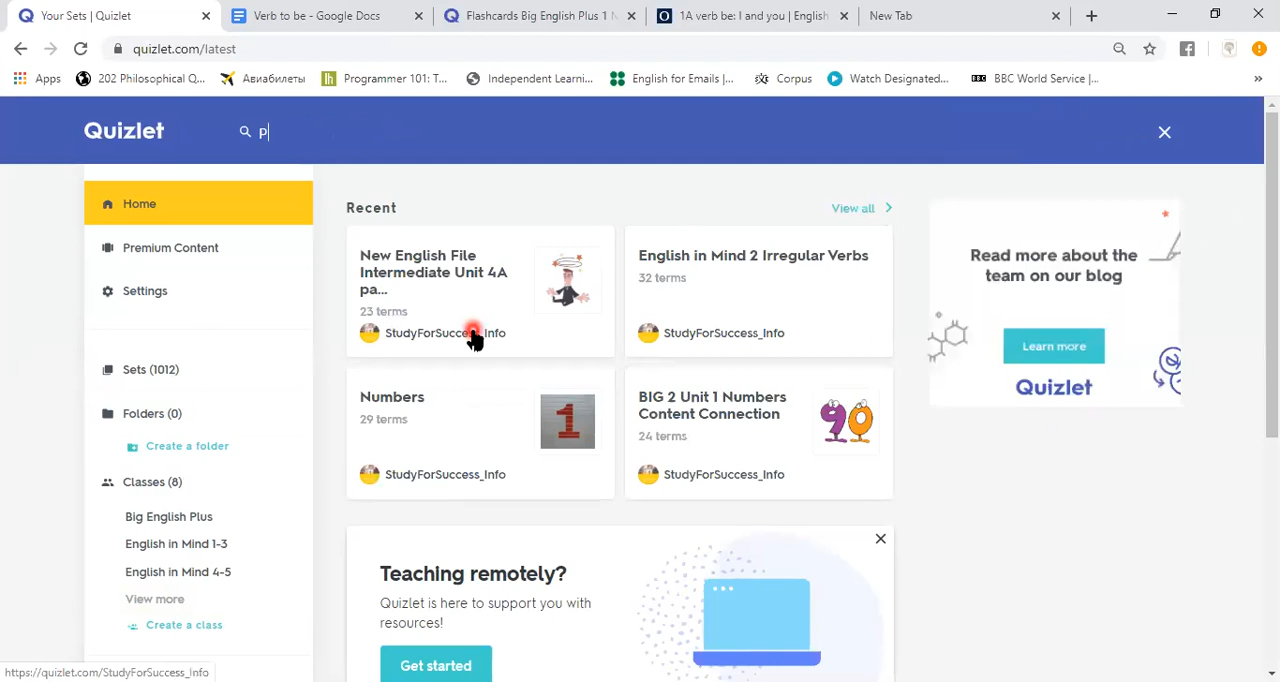 Your Sets | Quizlet
Verb to be - Google Docs
Flashcards Big English Plus 1 N
1A verb be: I and you | English
New Tab
quizlet.com/latest
Apps
202 Philosophical Q...
Авиабилеты
Programmer 101: T...
Independent Learni...
English for Emails |...
Corpus
Watch Designated...
BBC
BBC World Service |...
Quizlet
p
Home
Premium Content
Settings
Sets (1012)
Folders (0)
Create a folder
Classes (8)
Big English Plus
English in Mind 1-3
English in Mind 4-5
View more
Create a class
Recent
View all
New English File
Intermediate Unit 4A
pa...
23 terms
StudyForSuccess_Info
English in Mind 2 Irregular Verbs
32 terms
StudyForSuccess_Info
Numbers
29 terms
1
StudyForSuccess_Info
BIG 2 Unit 1 Numbers
Content Connection
24 terms
90
StudyForSuccess_Info
Teaching remotely?
Quizlet is here to support you with
resources!
Get started
Read more about the
team on our blog
Learn more
Quizlet
https://quizlet.com/StudyForSuccess_Info